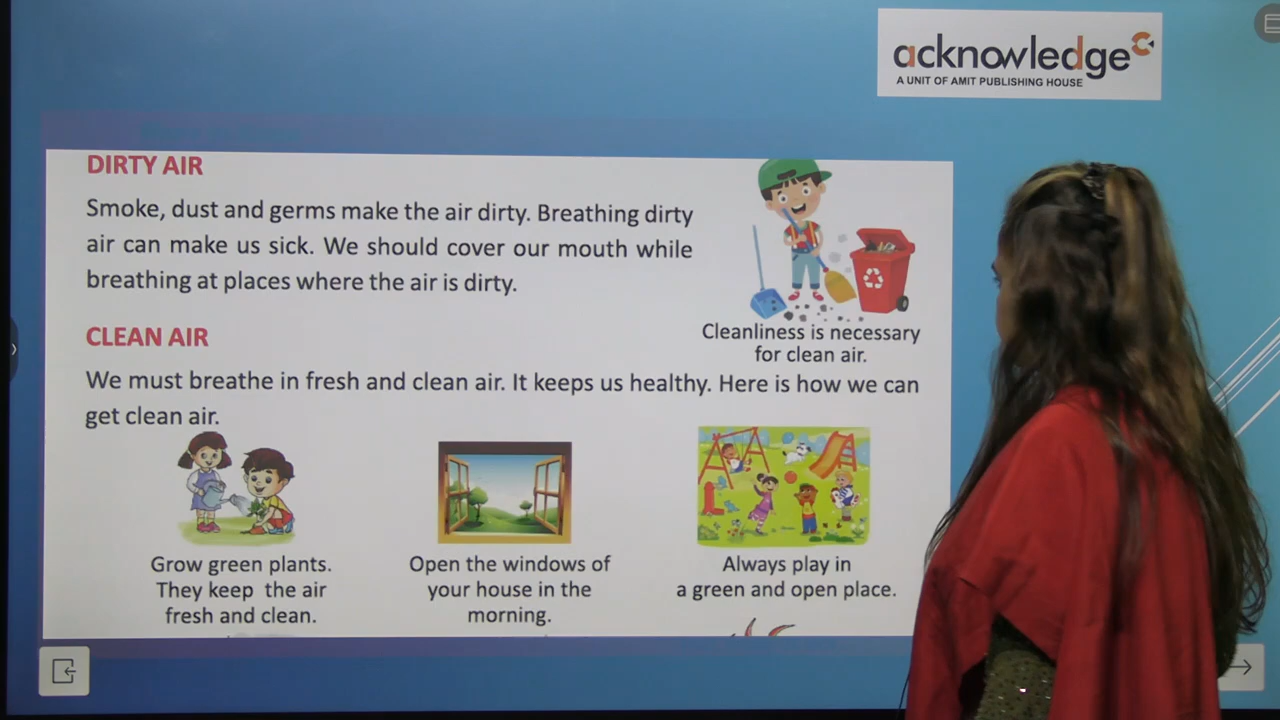 acknowledge
A UNIT OF AMIT PUBLISHING HOUSE
DIRTY AIR
Smoke, dust and germs make the air dirty. Breathing dirty
air can make us sick. We should cover our mouth while
breathing at places where the air is dirty.
Cleanliness is necessary
for clean air.
CLEAN AIR
We must breathe in fresh and clean air. It keeps us healthy. Here is how we can
get clean air.
Grow green plants.
They keep the air
fresh and clean.
Open the windows of
your house in the
morning.
Always play in
a green and open place.